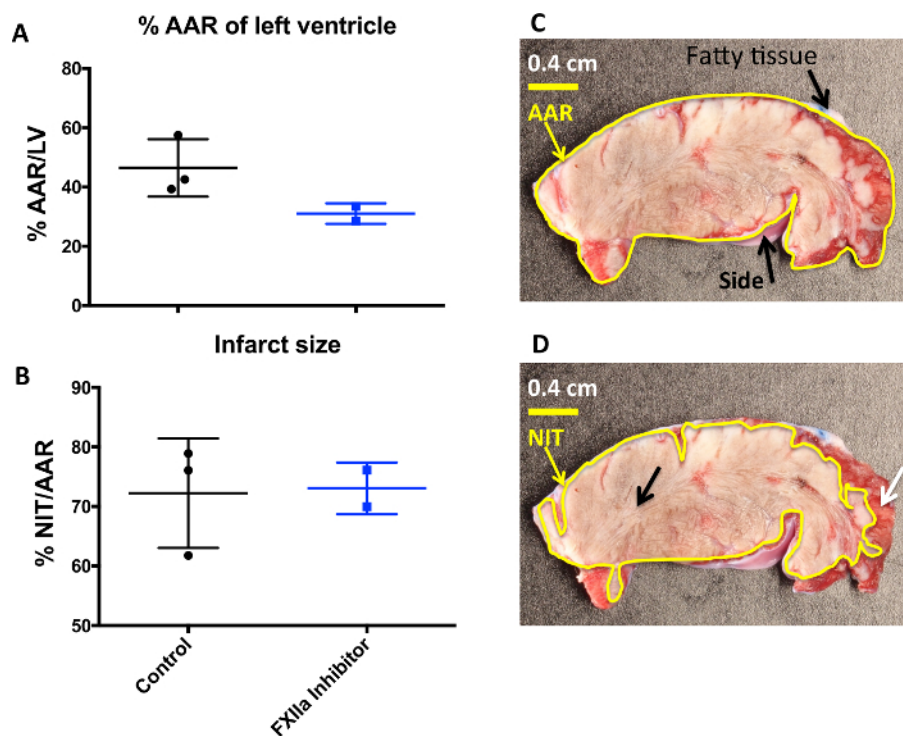 A
% AAR of left ventricle
% AAR/LV
80
60
40
20
0
B
Infarct size
% NIT/AAR
90
80
70
60
50
Control
FXIIa Inhibitor
C
0.4 cm
Fatty tissue
AAR
Side
D
0.4 cm
NIT